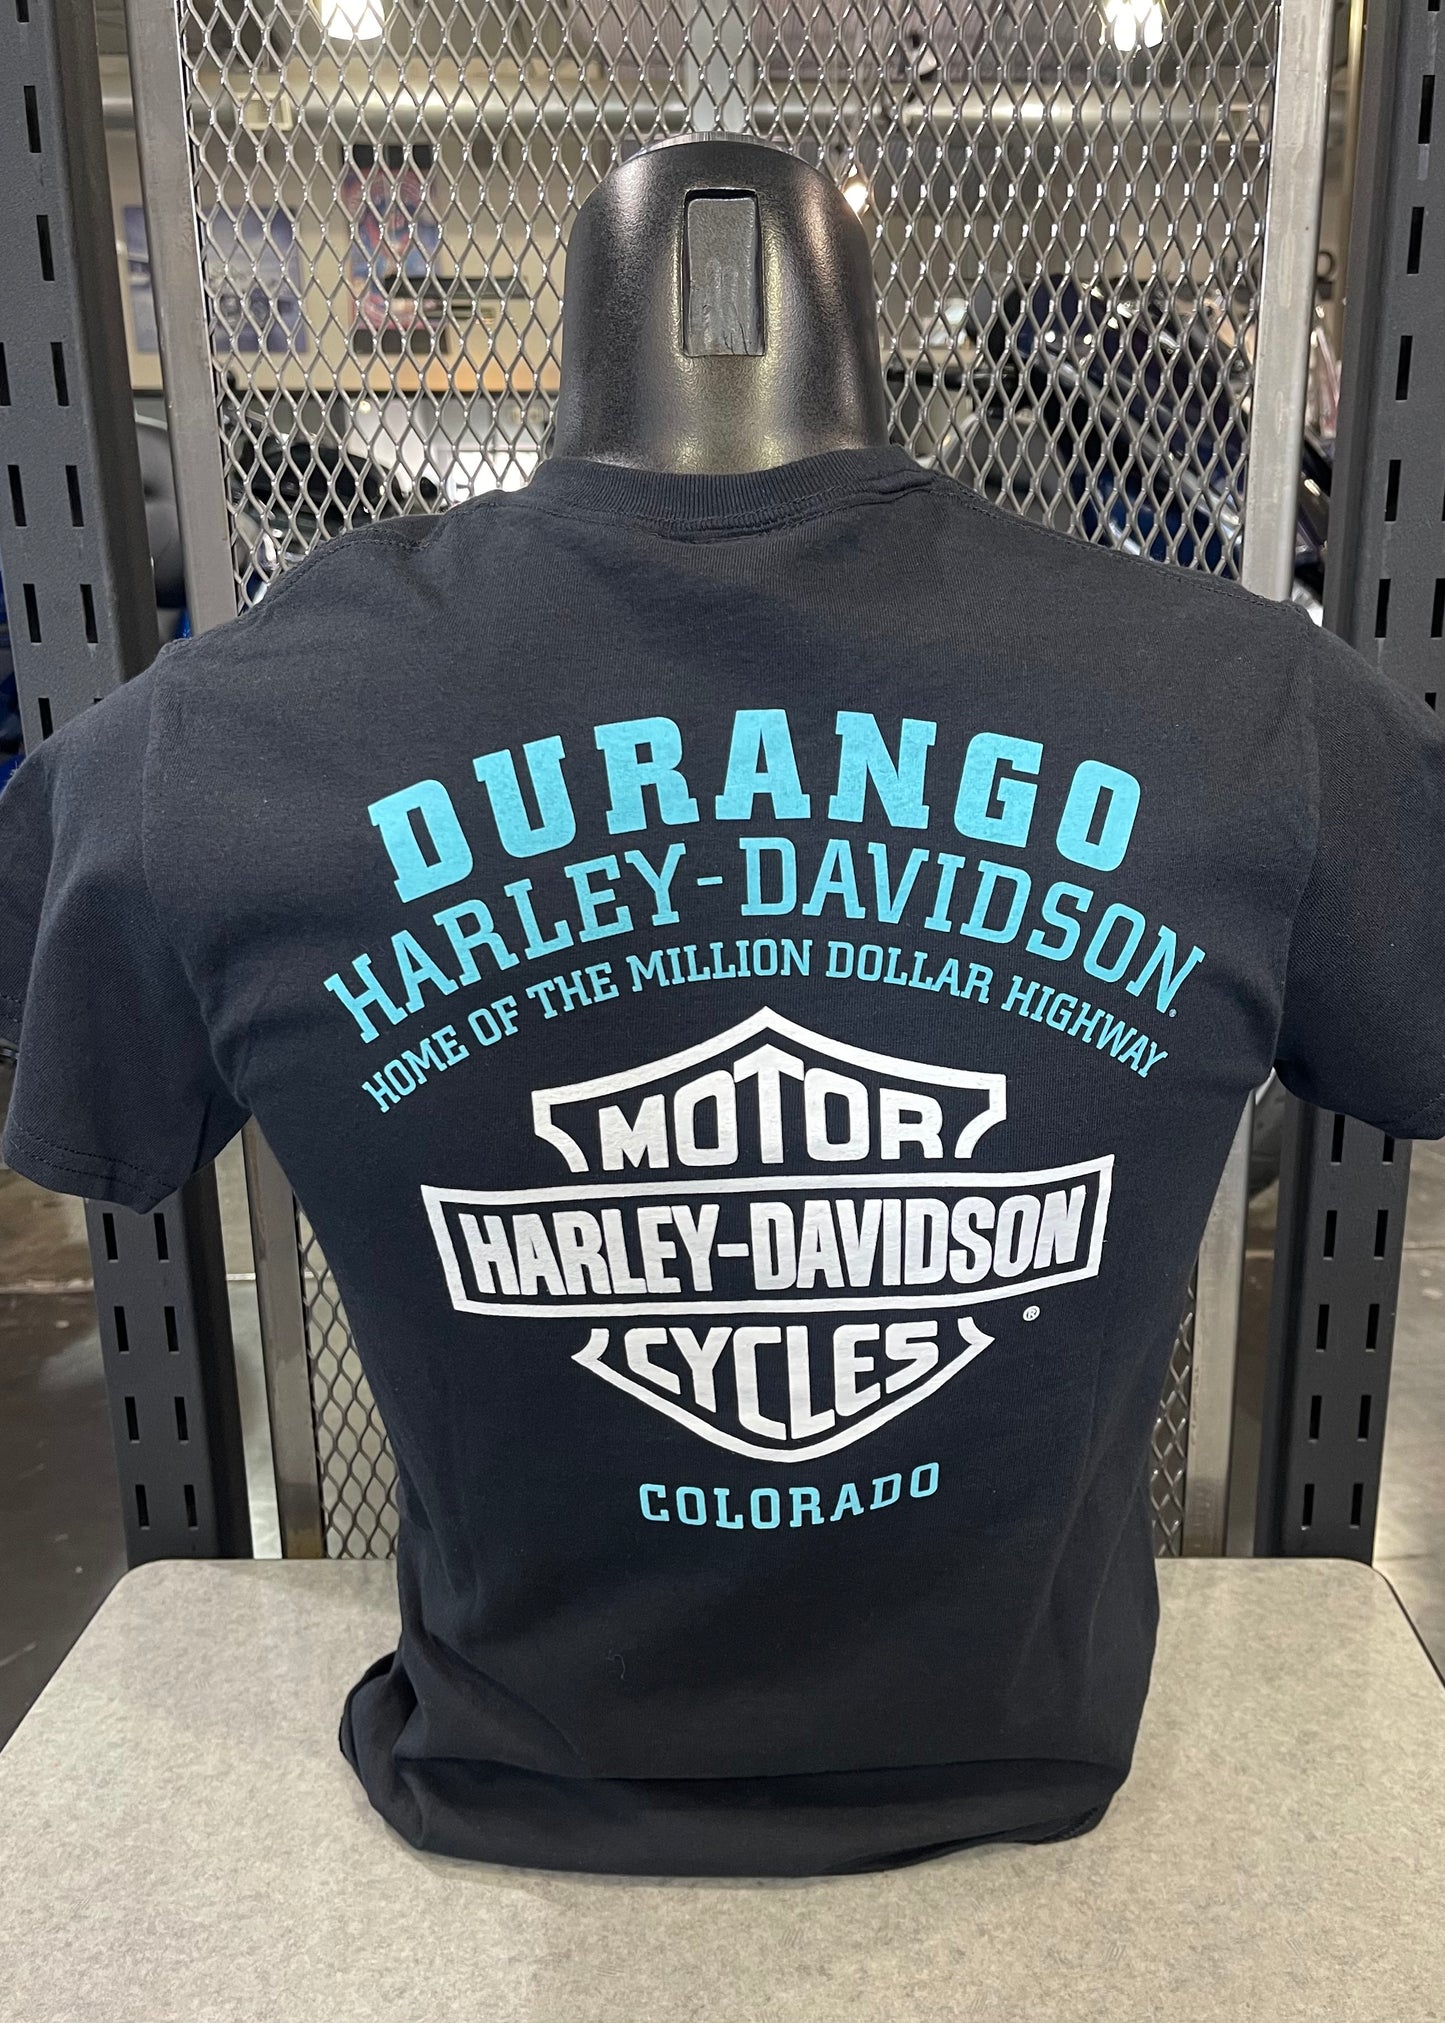 DURANGO
HARLEY-DAVIDSON®
HOME OF THE MILLION DOLLAR HIGHWAY
MOTOR
HARLEY-DAVIDSON
CYCLES ®
COLORADO